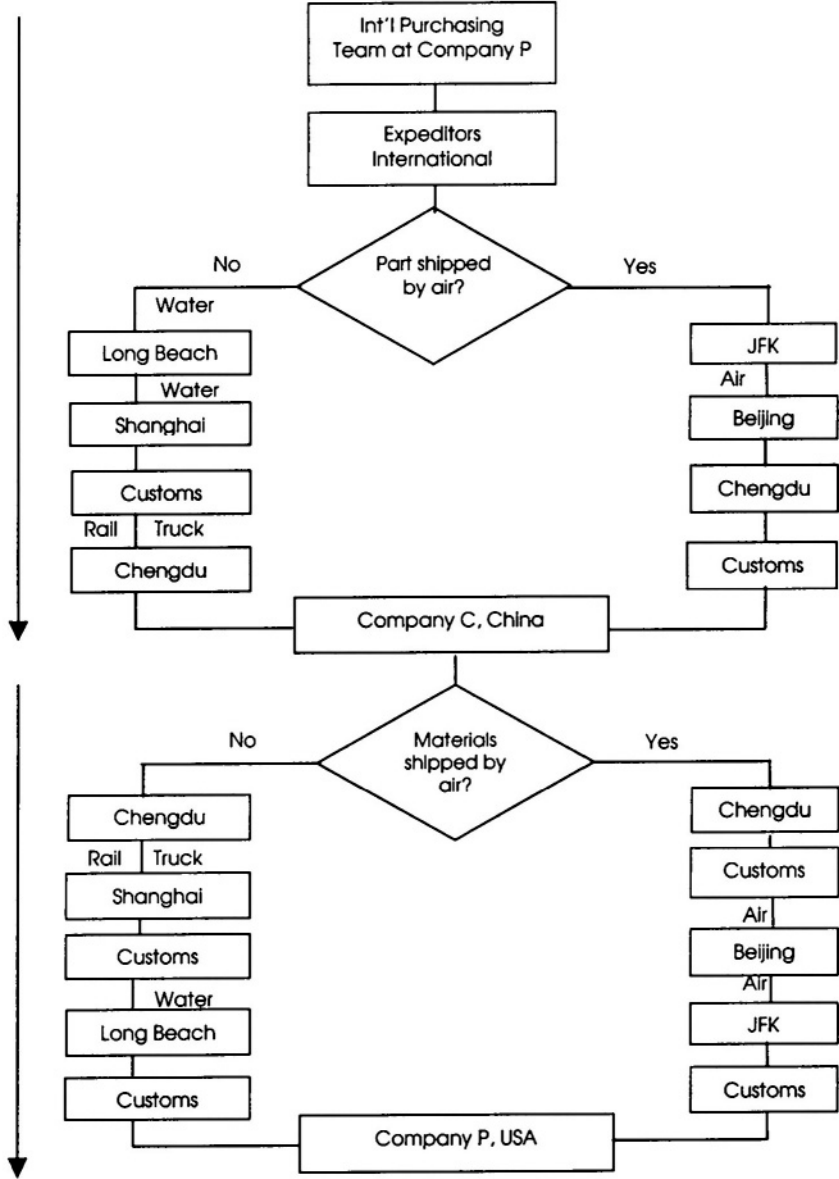 Int'l Purchasing
Team at Company P
Expeditors
International
Part shipped
by air?
No
Yes
Water
Long Beach
Water
Shanghai
Customs
Rail Truck
Chengdu
JFK
Air
Beijing
Chengdu
Customs
Company C, China
Materials
shipped by
air?
No
Yes
Chengdu
Rail Truck
Shanghai
Customs
Water
Long Beach
Customs
Chengdu
Customs
Air
Beijing
Air
JFK
Customs
Company P, USA